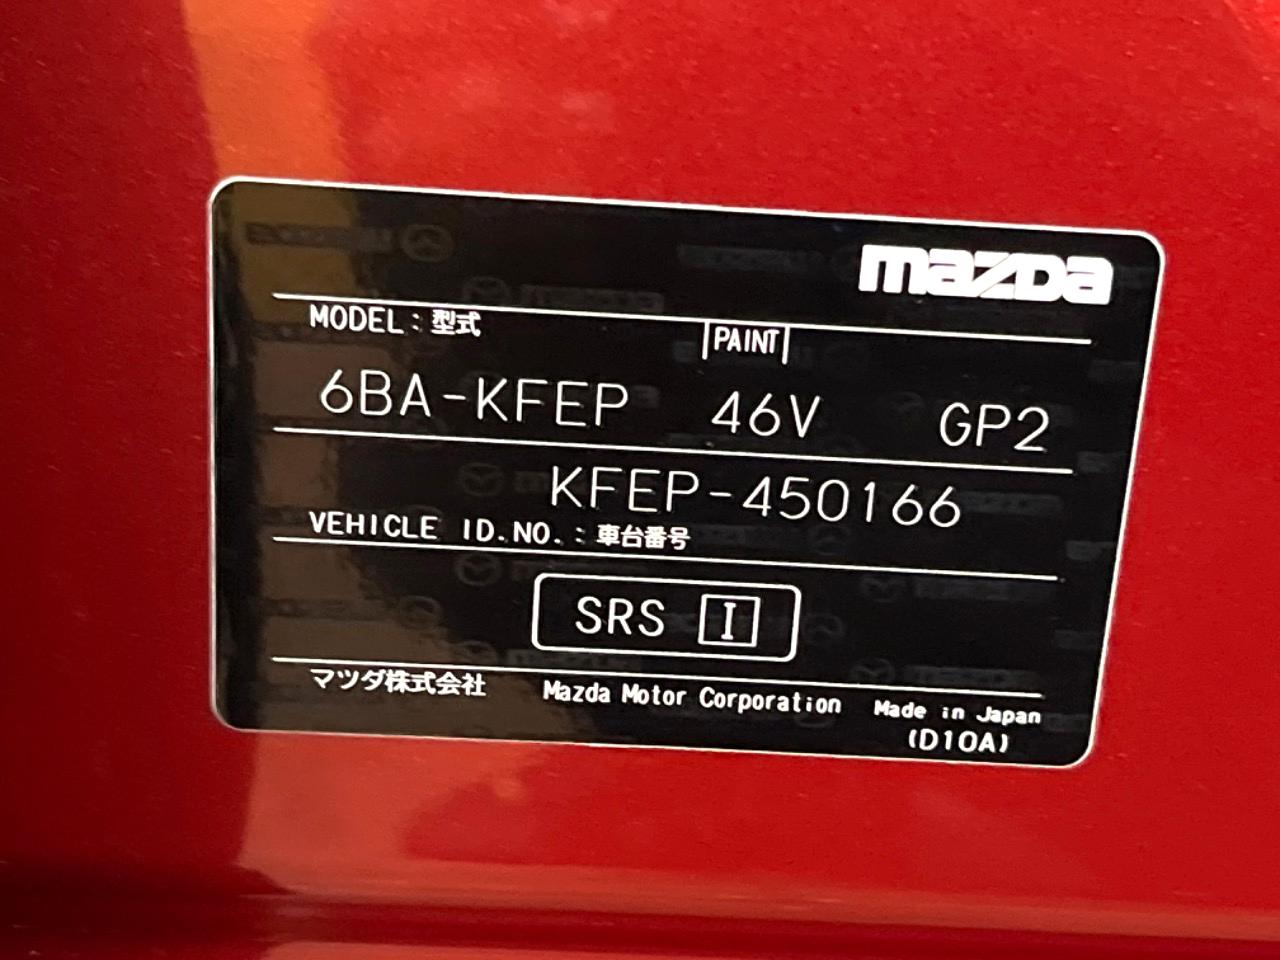 mazda
MODEL：型式 PAINT
6BA-KFEP 46V GP2
KFEP-450166
VEHICLE ID.NO.：車台番号
SRS I
マツダ株式会社 Mazda Motor Corporation Made in Japan
(D10A)